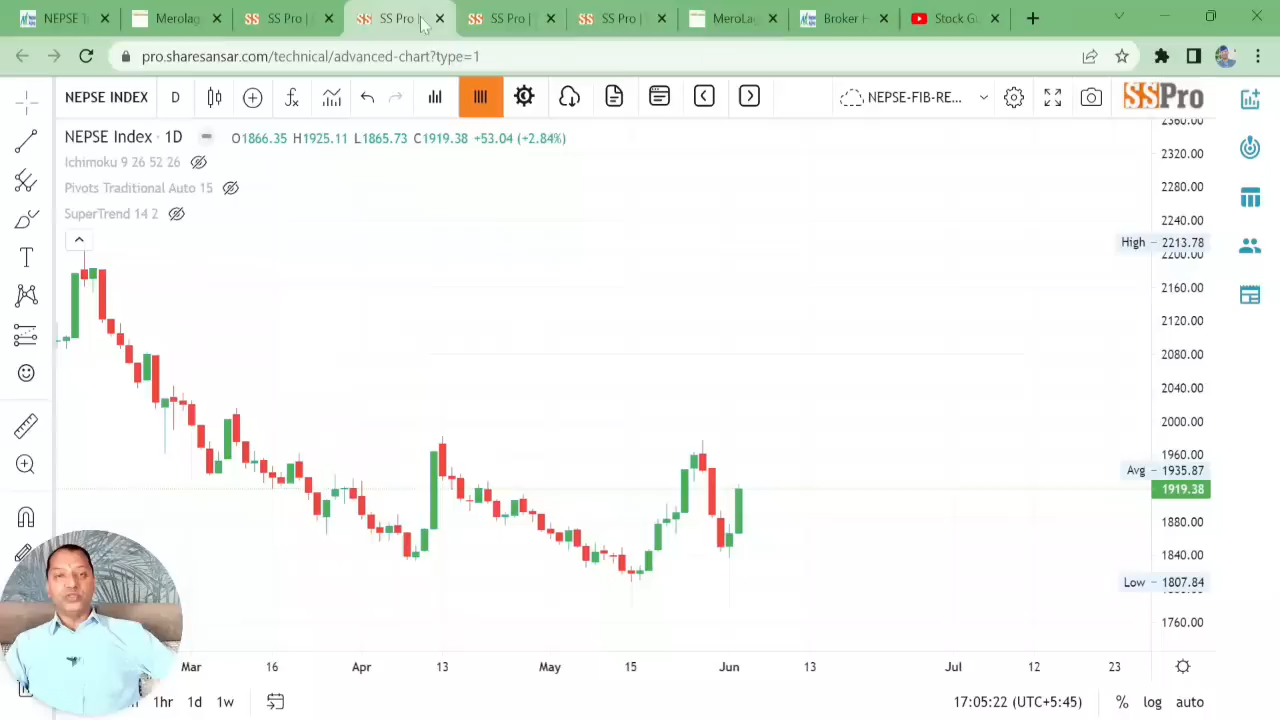 NEPSE T
Merolag
SS Pro |
SS Pro |
SS Pro |
SS Pro |
MeroLa
Broker H
Stock Gu
pro.sharesansar.com/technical/advanced-chart?type=1
NEPSE INDEX D NEPSE-FIB-RE... SSPro
NEPSE Index · 1D O1866.35 H1925.11 L1865.73 C1919.38 +53.04 (+2.84%)
Ichimoku 9 26 52 26
Pivots Traditional Auto 15
SuperTrend 14 2
2360.00
2320.00
2280.00
2240.00
High 2213.78
2200.00
2160.00
2120.00
2080.00
2040.00
2000.00
1960.00
Avg 1935.87
1919.38
1880.00
1840.00
Low 1807.84
1760.00
Mar 16 Apr 13 May 15 Jun 13 Jul 12 23
1hr 1d 1w 17:05:22 (UTC+5:45) % log auto